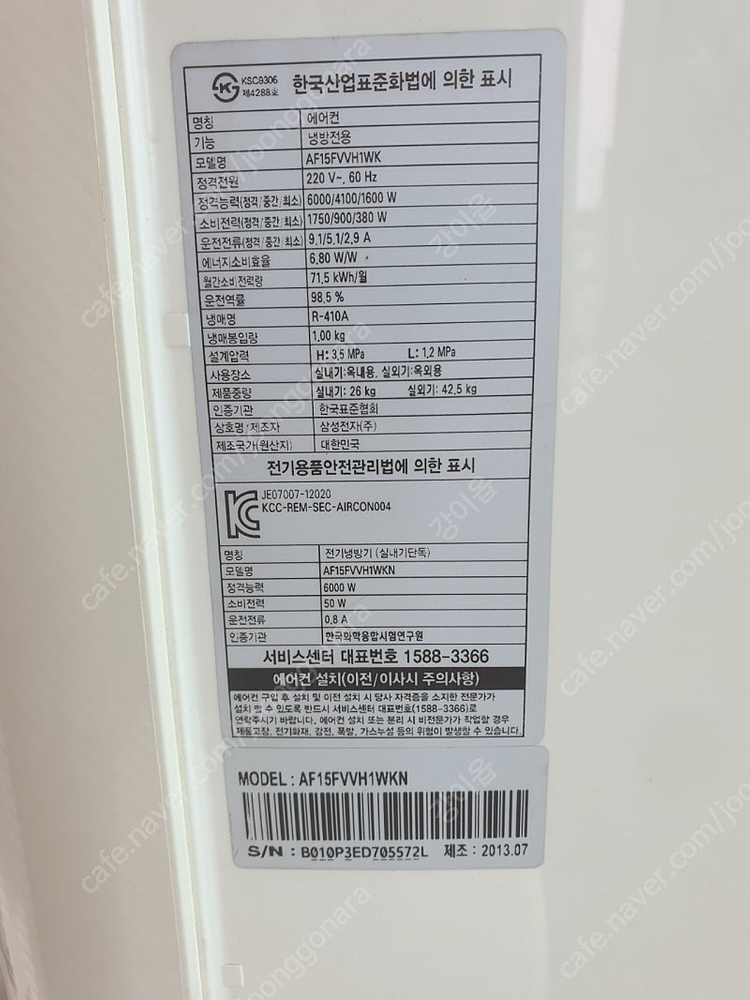 KSC9306
제4288호
한국산업표준화법에 의한 표시
명칭 에어컨
기능 냉방전용
모델명 AF15FVVH1WK
정격전원 220 V~, 60 Hz
정격능력(정격/중간/최소) 6000/4100/1600 W
소비전력(정격/중간/최소) 1750/900/380 W
운전전류(정격/중간/최소) 9.1/5.1/2.9 A
에너지소비효율 6.80 W/W
월간소비전력량 71.5 kWh/월
운전역률 98.5 %
냉매명 R-410A
냉매봉입량 1.00 kg
설계압력 H: 3.5 MPa L: 1.2 MPa
사용장소 실내기:옥내용, 실외기:옥외용
제품중량 실내기: 26 kg 실외기: 42.5 kg
인증기관 한국표준협회
상호명/제조자 삼성전자(주)
제조국가(원산지) 대한민국
전기용품안전관리법에 의한 표시
JE07007-12020
KCC-REM-SEC-AIRCON004
명칭 전기냉방기 (실내기단독)
모델명 AF15FVVH1WKN
정격능력 6000 W
소비전력 50 W
운전전류 0.8 A
인증기관 한국화학융합시험연구원
서비스센터 대표번호 1588-3366
에어컨 설치(이전/이사시 주의사항)
에어컨 구입 후 설치 및 이전 설치 시 당사 자격증을 소지한 전문가가
설치 할 수 있도록 반드시 서비스센터 대표번호(1588-3366)로
연락주시기 바랍니다. 에어컨 설치 또는 분리 시 비전문가가 작업할 경우
제품고장, 전기화재, 감전, 폭발, 가스누설 등의 위험이 발생할 수 있습니다.
MODEL : AF15FVVH1WKN
S/N : B010P3ED705572L 제조 : 2013.07
cafe.naver.com/joonggonara
강이음